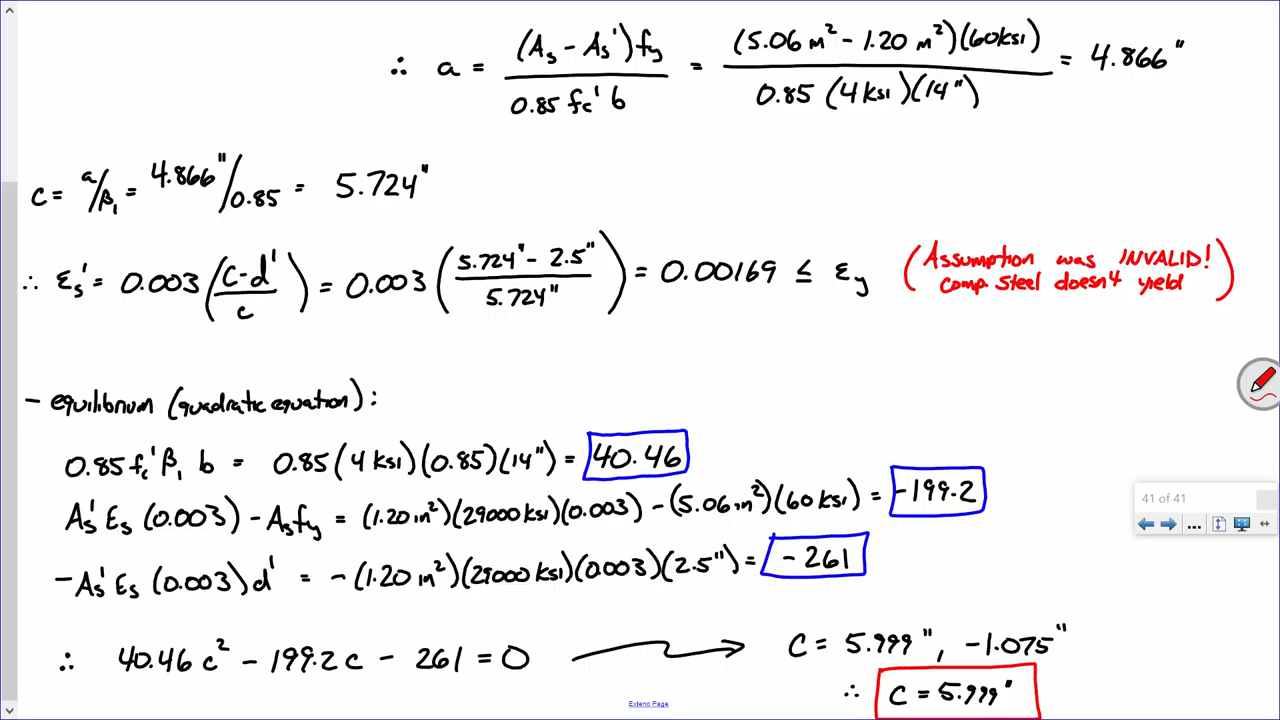 ∴ a = (As − As')fy / 0.85 fc' b = (5.06 in² − 1.20 in²)(60ksi) / 0.85 (4ksi)(14") = 4.866"
c = a/β₁ = 4.866"/0.85 = 5.724"
∴ εs' = 0.003 (c-d' / c) = 0.003 (5.724" − 2.5" / 5.724") = 0.00169 ≤ εy (Assumption was INVALID!
comp. steel doesn't yield)
- equilibrium (quadratic equation):
0.85 fc' β₁ b = 0.85 (4 ksi)(0.85)(14") = 40.46
As' Es (0.003) − As fy = (1.20 in²)(29000 ksi)(0.003) − (5.06 in²)(60 ksi) = -199.2
−As' Es (0.003) d' = −(1.20 in²)(29000 ksi)(0.003)(2.5") = -261
∴ 40.46 c² − 199.2 c − 261 = 0 c = 5.999", −1.075"
∴ c = 5.999"
41 of 41
...
Extend Page